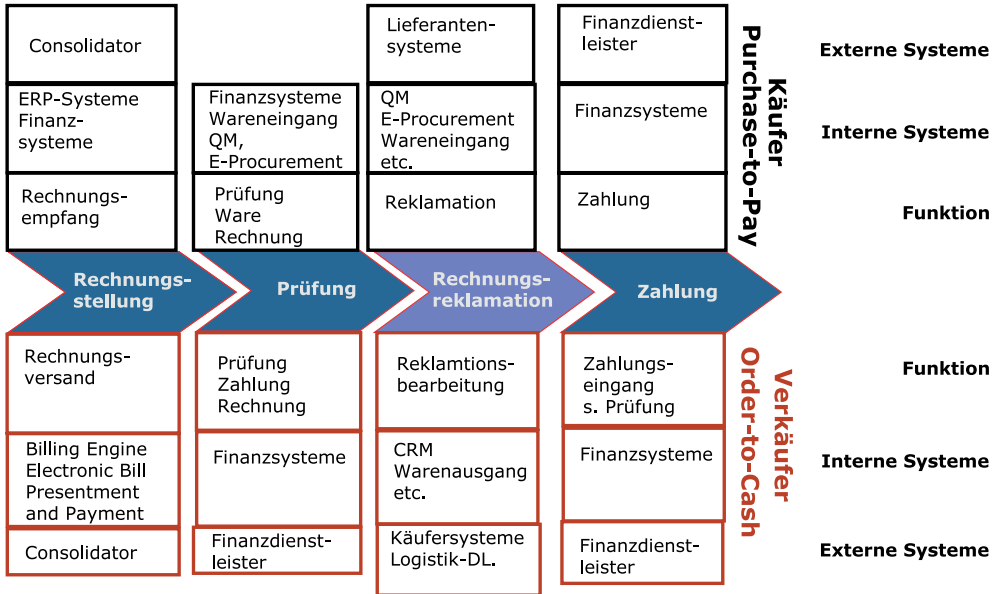 Consolidator
Lieferanten-
systeme
Finanzdienst-
leister
Externe Systeme
ERP-Systeme
Finanz-
systeme
Finanzsysteme
Wareneingang
QM,
E-Procurement
QM
E-Procurement
Wareneingang
etc.
Finanzsysteme
Interne Systeme
Rechnungs-
empfang
Prüfung
Ware
Rechnung
Reklamation
Zahlung
Funktion
Käufer
Purchase-to-Pay
Rechnungs-
stellung
Prüfung
Rechnungs-
reklamation
Zahlung
Rechnungs-
versand
Prüfung
Zahlung
Rechnung
Reklamtions-
bearbeitung
Zahlungs-
eingang
s. Prüfung
Funktion
Billing Engine
Electronic Bill
Presentment
and Payment
Finanzsysteme
CRM
Warenausgang
etc.
Finanzsysteme
Interne Systeme
Consolidator
Finanzdienst-
leister
Käufersysteme
Logistik-DL.
Finanzdienst-
leister
Externe Systeme
Verkäufer
Order-to-Cash